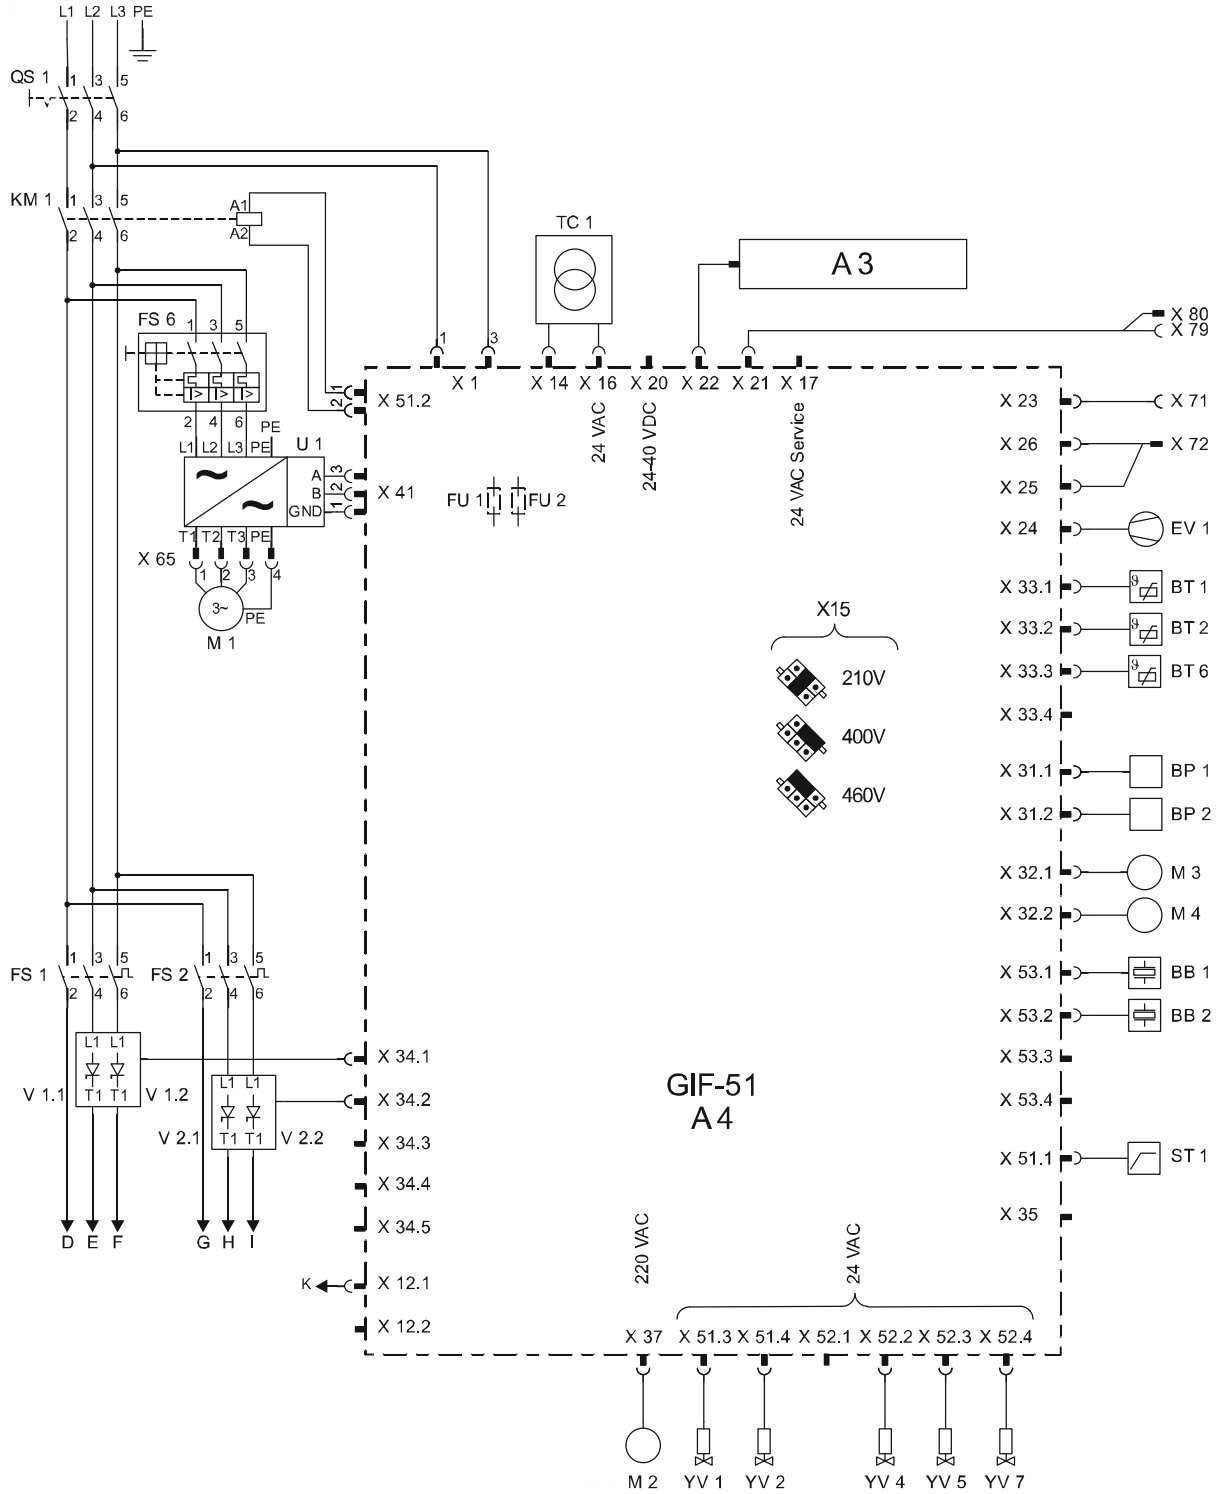 L1 L2 L3 PE
QS 1
1 3 5
2 4 6
KM 1
1 3 5
2 4 6
A1
A2
TC 1
A 3
X 80
X 79
FS 6
1 3 5
2 4 6
PE
1 3
X 1 X 14 X 16 X 20 X 22 X 21 X 17
24 VAC
24-40 VDC
24 VAC Service
1
2
X 51.2
X 23 X 71
X 26 X 72
X 25
L1 L2 L3 PE
U 1
A 3
B 2
GND 1
X 41
FU 1 FU 2
X 24 EV 1
T1 T2 T3 PE
X 65
1 2 3 4
3~
PE
M 1
X 33.1 ϑ BT 1
X 33.2 ϑ BT 2
X 33.3 ϑ BT 6
X 33.4
X15
210V
400V
460V
X 31.1 BP 1
X 31.2 BP 2
X 32.1 M 3
X 32.2 M 4
FS 1
1 3 5
2 4 6
FS 2
1 3 5
2 4 6
X 53.1 BB 1
X 53.2 BB 2
X 53.3
X 53.4
L1 L1
T1 T1
V 1.1 V 1.2
L1 L1
T1 T1
V 2.1 V 2.2
X 34.1
X 34.2
X 34.3
X 34.4
X 34.5
GIF-51
A 4
X 51.1 ST 1
X 35
D E F G H I
K X 12.1
X 12.2
220 VAC
24 VAC
X 37 X 51.3 X 51.4 X 52.1 X 52.2 X 52.3 X 52.4
M 2 YV 1 YV 2 YV 4 YV 5 YV 7